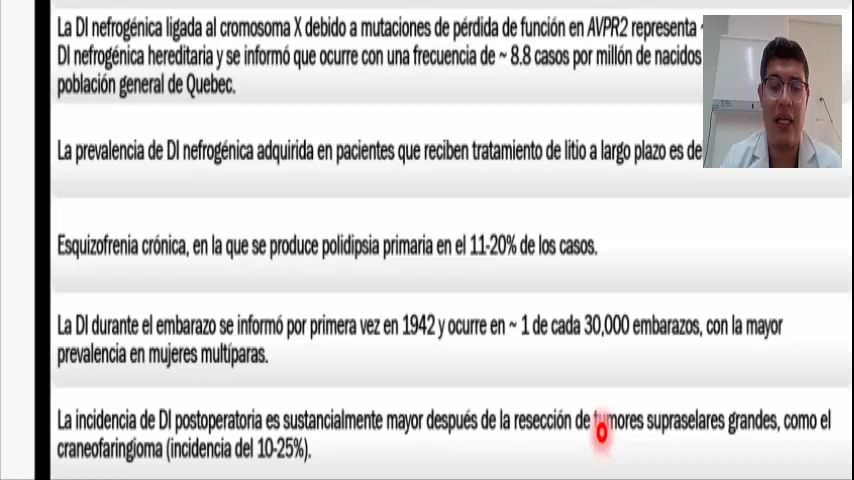 La DI nefrogénica ligada al cromosoma X debido a mutaciones de pérdida de función en AVPR2 representa
DI nefrogénica hereditaria y se informó que ocurre con una frecuencia de ~ 8.8 casos por millón de nacidos
población general de Quebec.
La prevalencia de DI nefrogénica adquirida en pacientes que reciben tratamiento de litio a largo plazo es de
Esquizofrenia crónica, en la que se produce polidipsia primaria en el 11-20% de los casos.
La DI durante el embarazo se informó por primera vez en 1942 y ocurre en ~ 1 de cada 30,000 embarazos, con la mayor
prevalencia en mujeres multíparas.
La incidencia de DI postoperatoria es sustancialmente mayor después de la resección de tumores supraselares grandes, como el
craneofaringioma (incidencia del 10-25%).